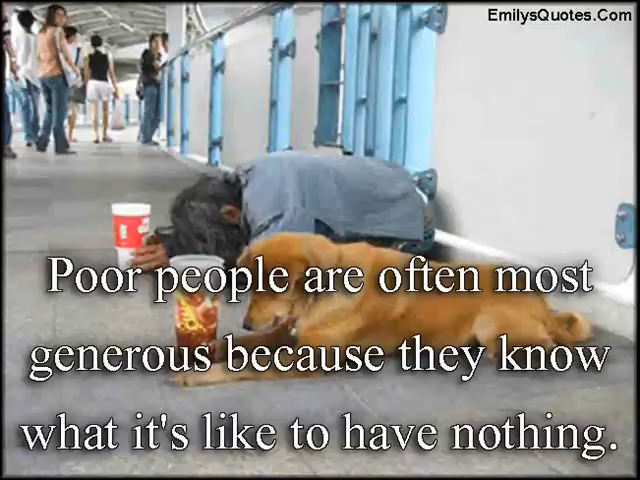 EmilysQuotes.Com
Poor people are often most
generous because they know
what it's like to have nothing.